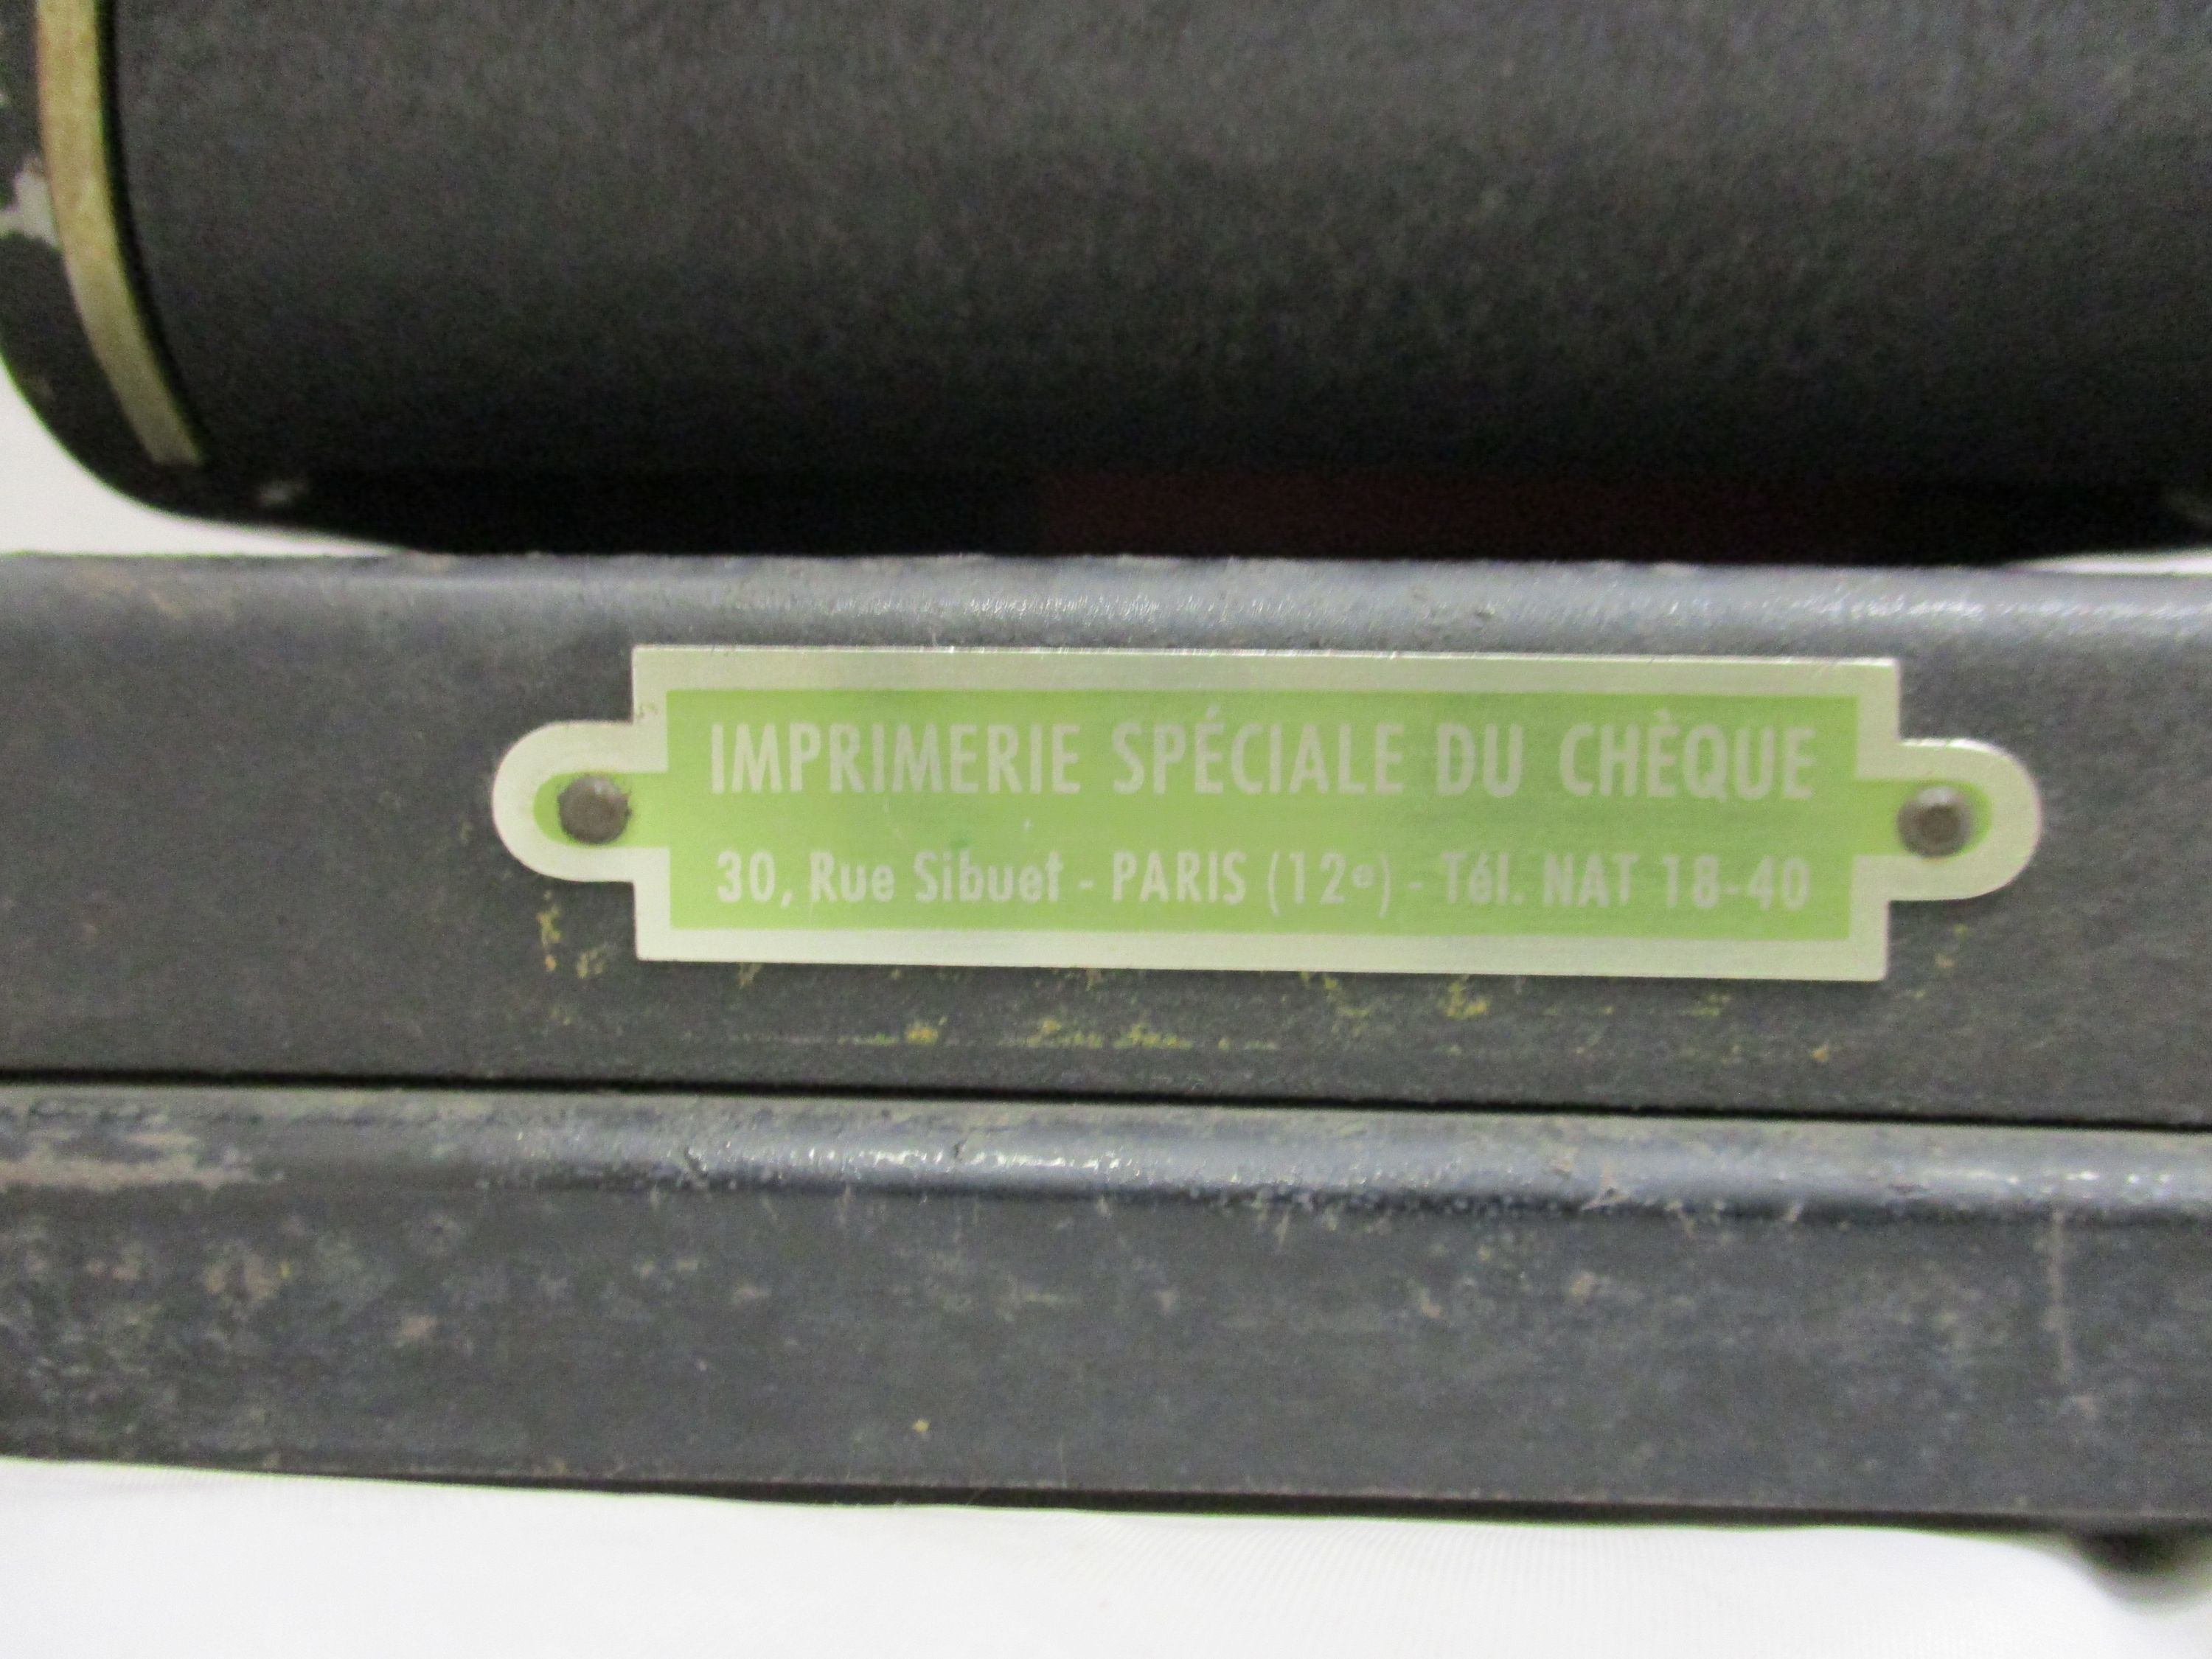 IMPRIMERIE SPÉCIALE DU CHÈQUE
30, Rue Sibuet - PARIS (12e) - Tél. NAT 18-40